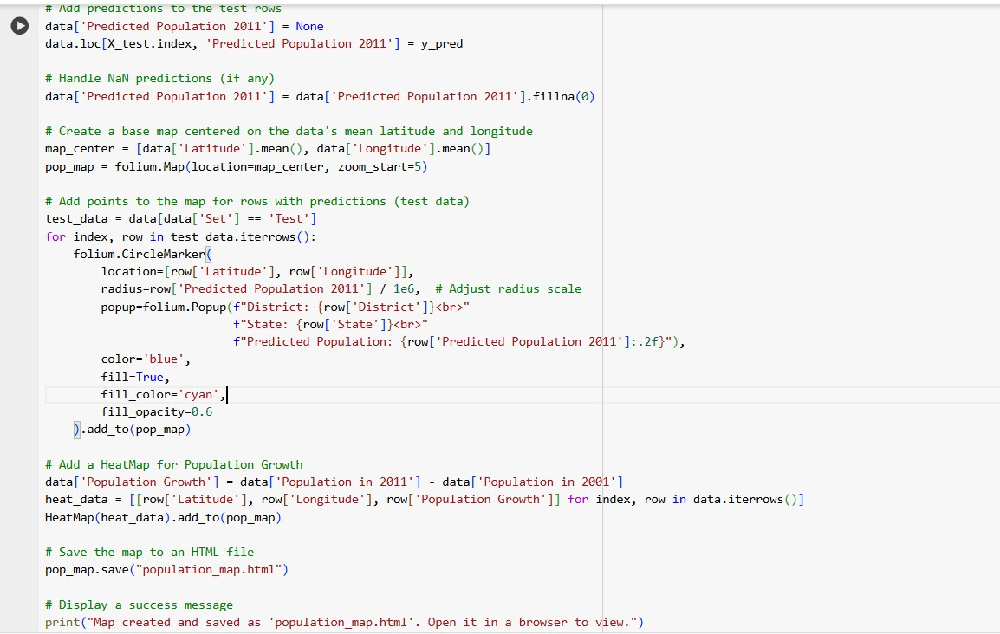 # Add predictions to the test rows
data['Predicted Population 2011'] = None
data.loc[X_test.index, 'Predicted Population 2011'] = y_pred

# Handle NaN predictions (if any)
data['Predicted Population 2011'] = data['Predicted Population 2011'].fillna(0)

# Create a base map centered on the data's mean latitude and longitude
map_center = [data['Latitude'].mean(), data['Longitude'].mean()]
pop_map = folium.Map(location=map_center, zoom_start=5)

# Add points to the map for rows with predictions (test data)
test_data = data[data['Set'] == 'Test']
for index, row in test_data.iterrows():
    folium.CircleMarker(
        location=[row['Latitude'], row['Longitude']],
        radius=row['Predicted Population 2011'] / 1e6,  # Adjust radius scale
        popup=folium.Popup(f"District: {row['District']}<br>"
                           f"State: {row['State']}<br>"
                           f"Predicted Population: {row['Predicted Population 2011']:.2f}"),
        color='blue',
        fill=True,
        fill_color='cyan',
        fill_opacity=0.6
    ).add_to(pop_map)

# Add a HeatMap for Population Growth
data['Population Growth'] = data['Population in 2011'] - data['Population in 2001']
heat_data = [[row['Latitude'], row['Longitude'], row['Population Growth']] for index, row in data.iterrows()]
HeatMap(heat_data).add_to(pop_map)

# Save the map to an HTML file
pop_map.save("population_map.html")

# Display a success message
print("Map created and saved as 'population_map.html'. Open it in a browser to view.")